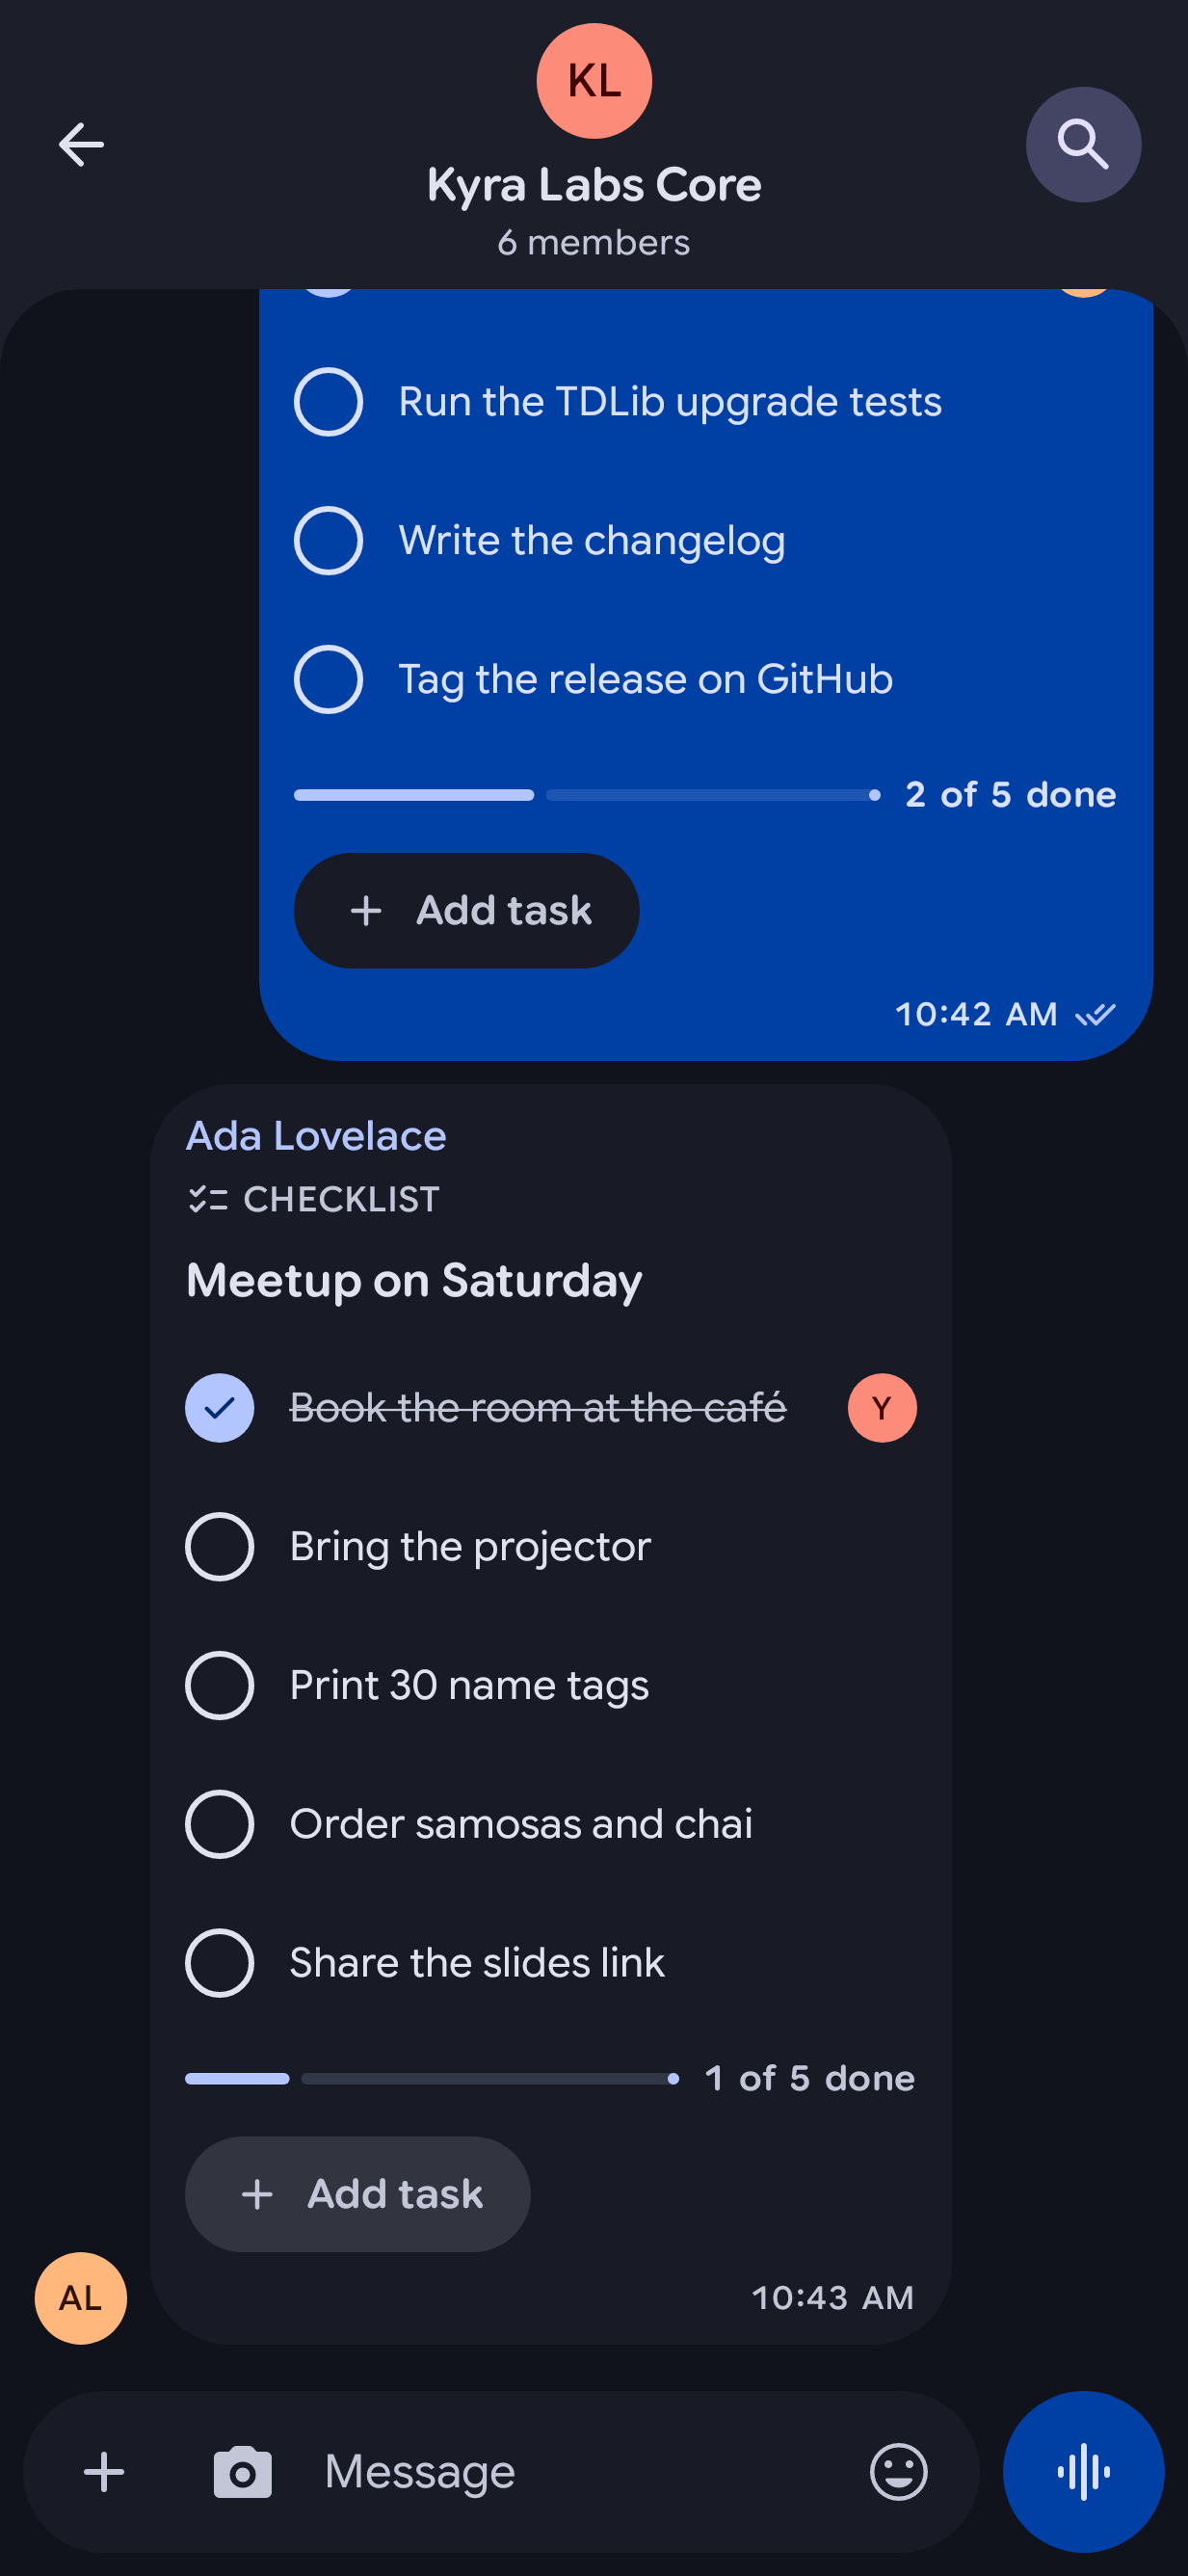 KL
Kyra Labs Core
6 members
Run the TDLib upgrade tests
Write the changelog
Tag the release on GitHub
2 of 5 done
+ Add task
10:42 AM
Ada Lovelace
CHECKLIST
Meetup on Saturday
Book the room at the café Y
Bring the projector
Print 30 name tags
Order samosas and chai
Share the slides link
1 of 5 done
+ Add task
AL
10:43 AM
Message